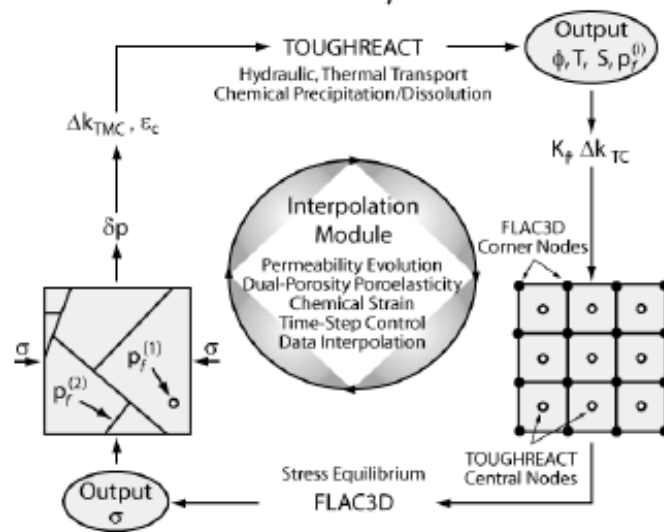 TOUGHREACT
Hydraulic, Thermal Transport
Chemical Precipitation/Dissolution
Output
ϕ, T, S, p_f^(i)
K_f, Δk_TC
FLAC3D
Corner Nodes
TOUGHREACT
Central Nodes
Stress Equilibrium
FLAC3D
Output
σ
σ
σ
p_f^(1)
p_f^(2)
δp
Δk_TMC, ε_c
Interpolation
Module
Permeability Evolution
Dual-Porosity Poroelasticity
Chemical Strain
Time-Step Control
Data Interpolation